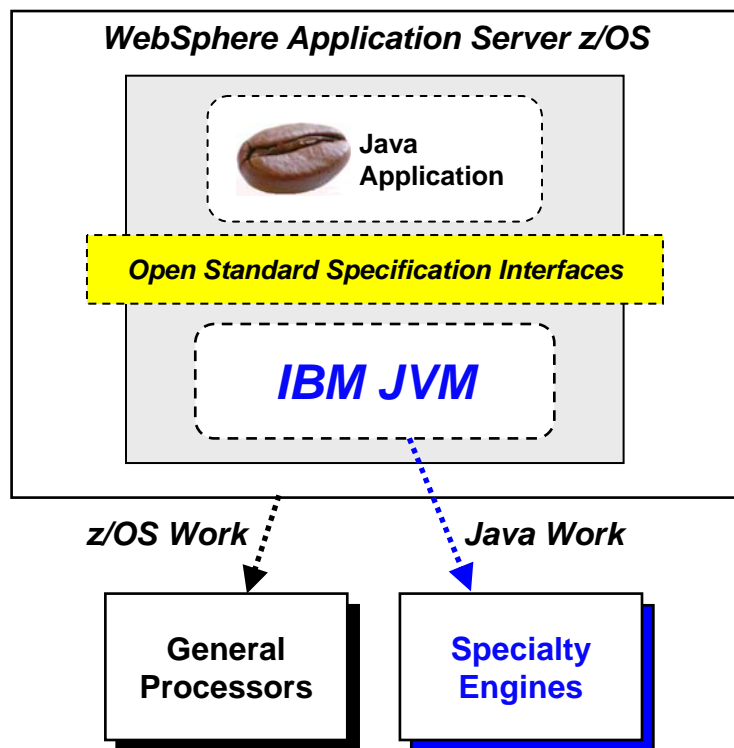 WebSphere Application Server z/OS
Java
Application
Open Standard Specification Interfaces
IBM JVM
z/OS Work
Java Work
General
Processors
Specialty
Engines